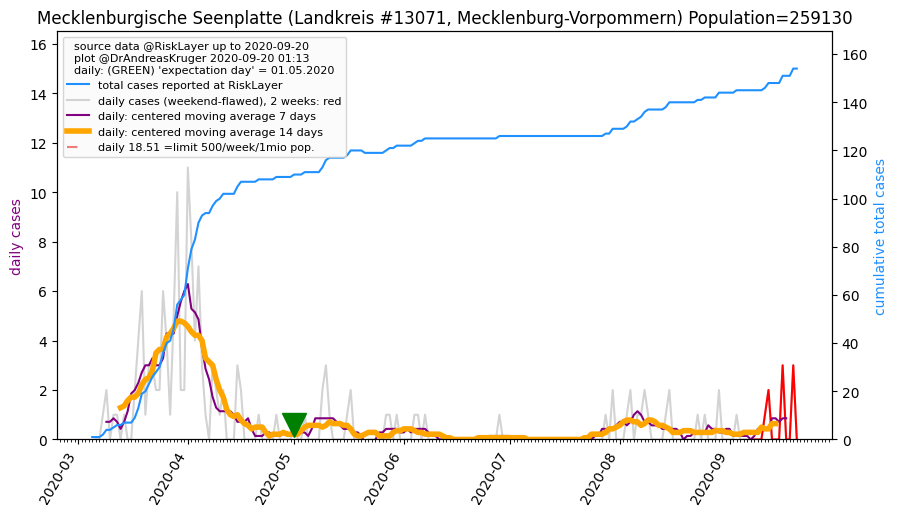 Mecklenburgische Seenplatte (Landkreis #13071, Mecklenburg-Vorpommern) Population=259130
source data @RiskLayer up to 2020-09-20
plot @DrAndreasKruger 2020-09-20 01:13
daily: (GREEN) 'expectation day' = 01.05.2020
total cases reported at RiskLayer
daily cases (weekend-flawed), 2 weeks: red
daily: centered moving average 7 days
daily: centered moving average 14 days
daily 18.51 =limit 500/week/1mio pop.
daily cases
16
14
12
10
8
6
4
2
0
160
140
120
100
80
60
40
20
0
cumulative total cases
2020-03
2020-04
2020-05
2020-06
2020-07
2020-08
2020-09